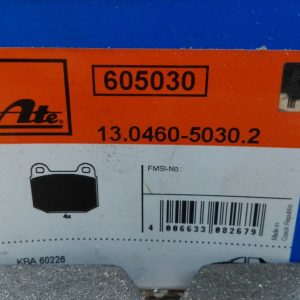 605030
Ate
13.0460-5030.2
FMSI-No.:
4x
4 006633 082679
Made in
Czech Republic
KBA 60226